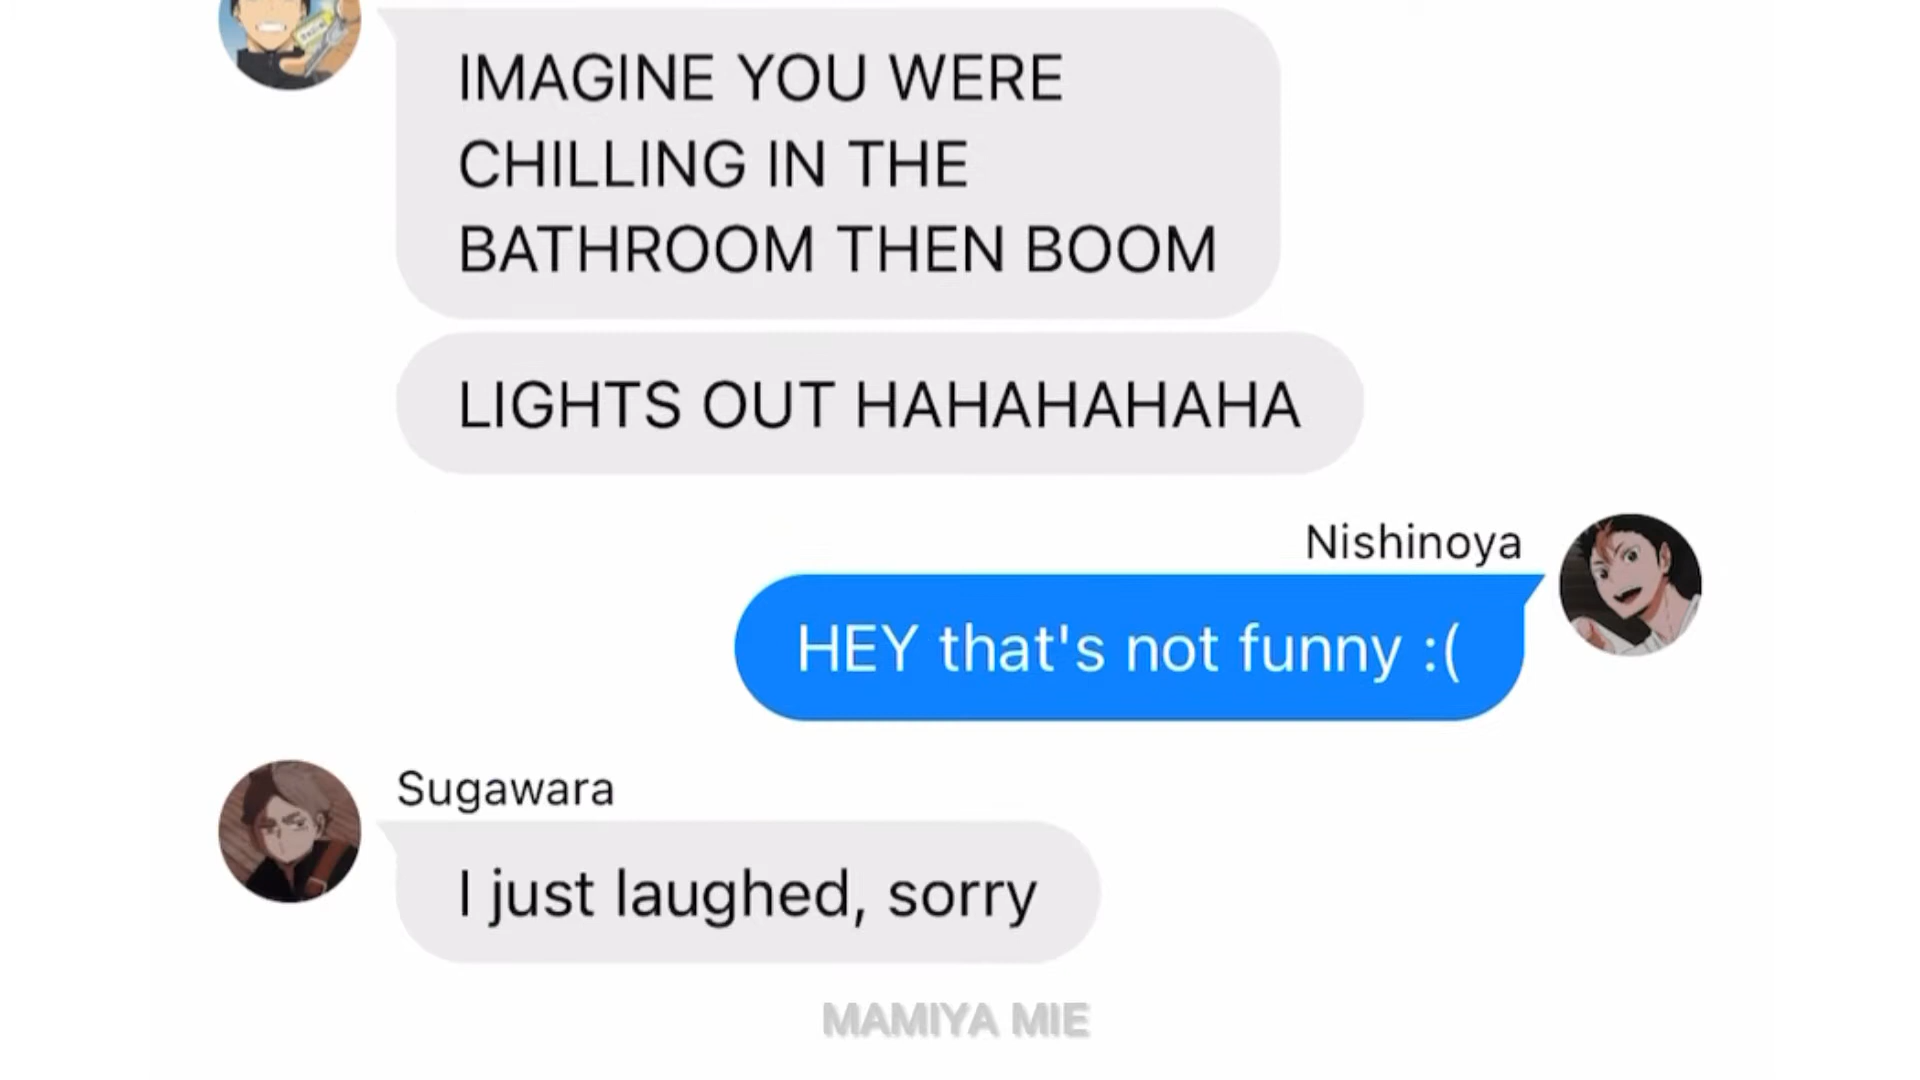 IMAGINE YOU WERE
CHILLING IN THE
BATHROOM THEN BOOM
LIGHTS OUT HAHAHAHAHA
Nishinoya
HEY that's not funny :(
Sugawara
I just laughed, sorry
MAMIYA MIE